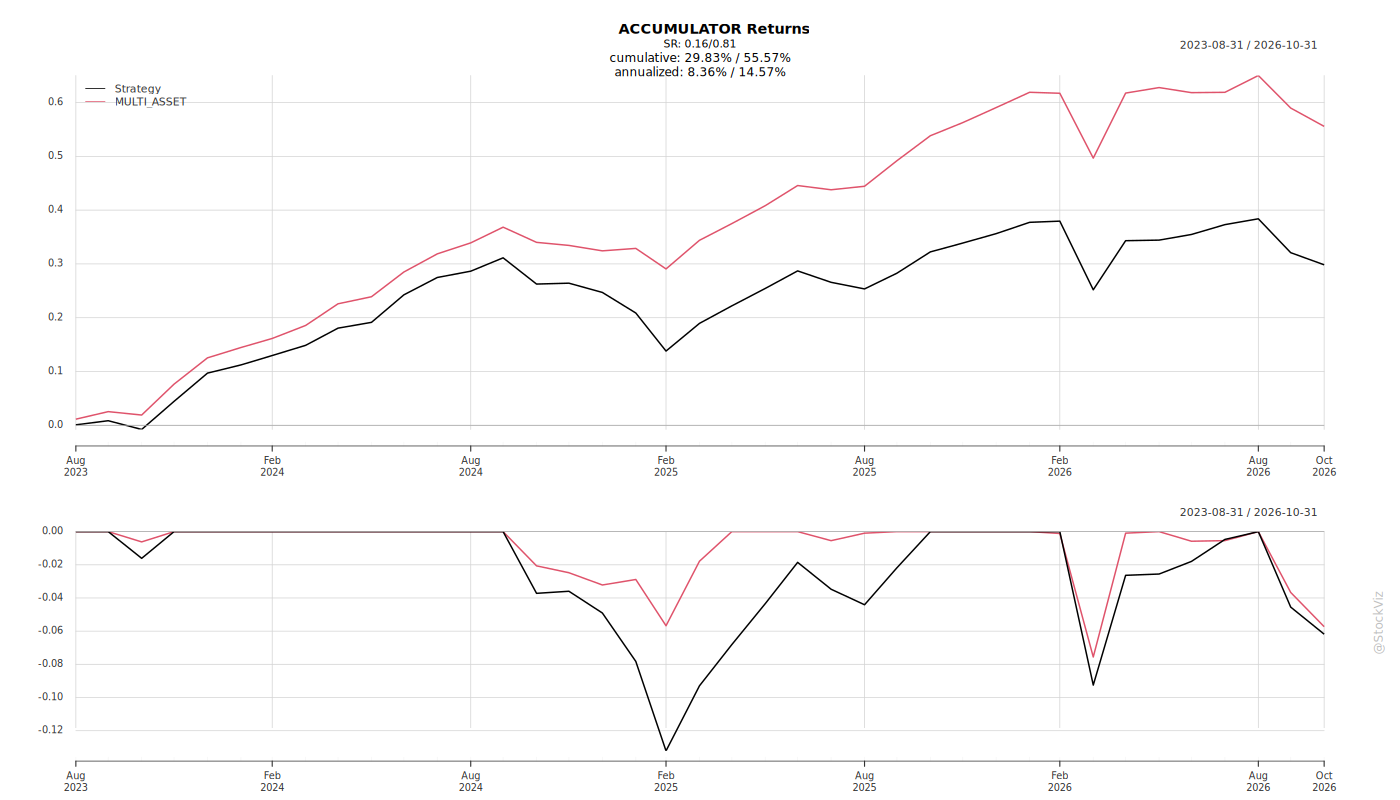 ACCUMULATOR Returns
SR: 0.16/0.81
cumulative: 29.83% / 55.57%
annualized: 8.36% / 14.57%
2023-08-31 / 2026-10-31
Strategy
MULTI_ASSET
0.6
0.5
0.4
0.3
0.2
0.1
0.0
Aug Feb Aug Feb Aug Feb Aug Oct
2023 2024 2024 2025 2025 2026 2026 2026
2023-08-31 / 2026-10-31
0.00
-0.02
-0.04
-0.06
-0.08
-0.10
-0.12
Aug Feb Aug Feb Aug Feb Aug Oct
2023 2024 2024 2025 2025 2026 2026 2026
@StockViz